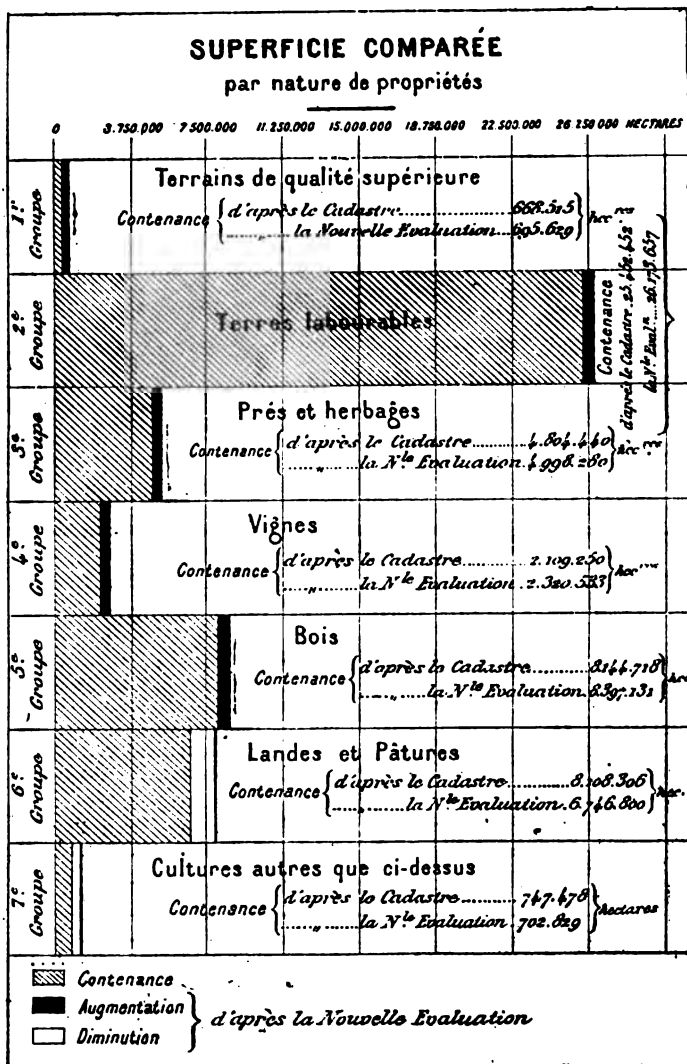 SUPERFICIE COMPARÉE
par nature de propriétés
0 3.750.000 7.500.000 11.250.000 15.000.000 18.750.000 22.500.000 26.250.000 HECTARES
1er Groupe
Terrains de qualité supérieure
Contenance
d'après le Cadastre 668.515
„ la Nouvelle Evaluation 695.629
2e Groupe
Terres labourables
Contenance
d'après le Cadastre 25.452.452
la Nle Evaln 26.173.657
3e Groupe
Prés et herbages
Contenance
d'après le Cadastre 4.804.440
„ la Nle Evaluation 4.998.280
4e Groupe
Vignes
Contenance
d'après le Cadastre 2.109.250
„ la Nle Evaluation 2.320.533
5e Groupe
Bois
Contenance
d'après le Cadastre 8.144.718
„ la Nle Evaluation 8.397.131
6e Groupe
Landes et Pâtures
Contenance
d'après le Cadastre 8.108.306
„ la Nle Evaluation 6.746.800
hec.
7e Groupe
Cultures autres que ci-dessus
Contenance
d'après le Cadastre 747.478
„ la Nle Evaluation 702.829
hectares
Contenance
Augmentation
Diminution
d'après la Nouvelle Evaluation